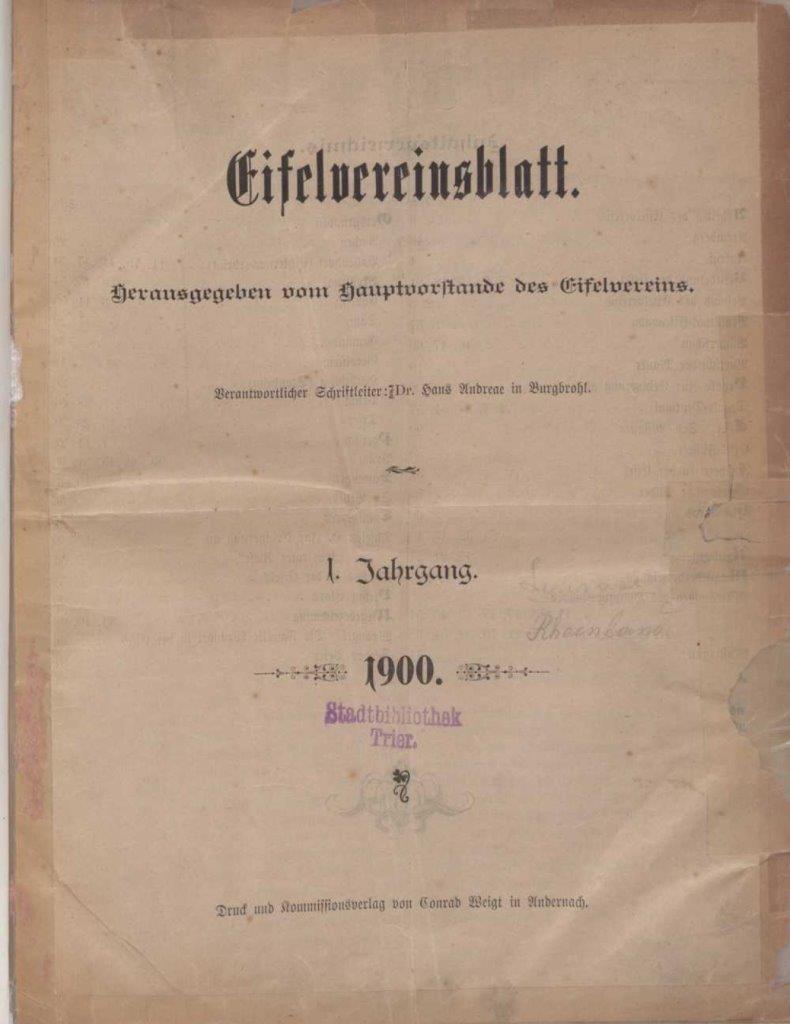 Eifelvereinsblatt.
Herausgegeben vom Hauptvorstande des Eifelvereins.
Verantwortlicher Schriftleiter: Dr. Hans Andreae in Burgbrohl.
I. Jahrgang.
Rheinland
1900.
Stadtbibliothek
Trier.
Druck und Kommissionsverlag von Conrad Weigt in Andernach.